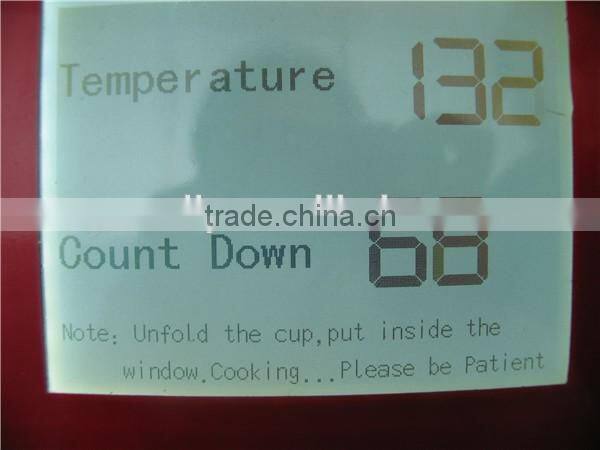 Temperature 132
trade.china.cn
Count Down 68
Note: Unfold the cup,put inside the
window.Cooking...Please be Patient